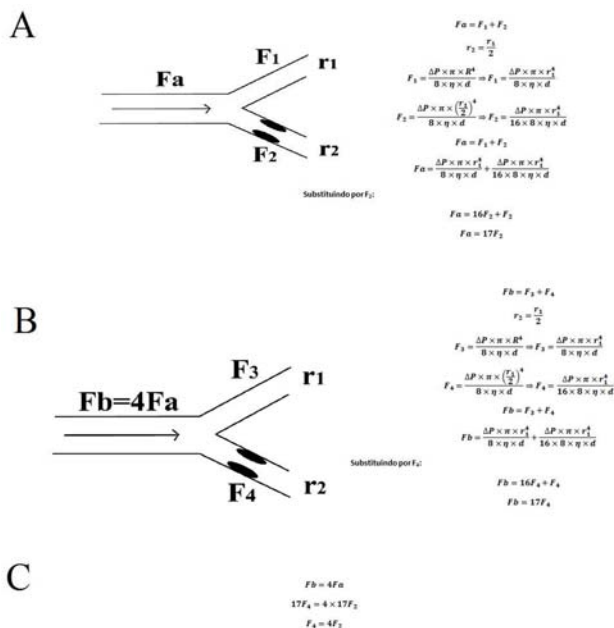 A
Fa
F1
r1
F2
r2
Fa = F₁ + F₂
r₂ = r₁/2
F₁ = ΔP × π × R⁴ / 8 × η × d ⇒ F₁ = ΔP × π × r₁⁴ / 8 × η × d
F₂ = ΔP × π × (r₁/2)⁴ / 8 × η × d ⇒ F₂ = ΔP × π × r₁⁴ / 16 × 8 × η × d
Fa = F₁ + F₂
Fa = ΔP × π × r₁⁴ / 8 × η × d + ΔP × π × r₁⁴ / 16 × 8 × η × d
Substituindo por F₂:
Fa = 16F₂ + F₂
Fa = 17F₂
B
Fb=4Fa
F3
r1
F4
r2
Fb = F₃ + F₄
r₂ = r₁/2
F₃ = ΔP × π × R⁴ / 8 × η × d ⇒ F₃ = ΔP × π × r₁⁴ / 8 × η × d
F₄ = ΔP × π × (r₁/2)⁴ / 8 × η × d ⇒ F₄ = ΔP × π × r₁⁴ / 16 × 8 × η × d
Fb = F₃ + F₄
Fb = ΔP × π × r₁⁴ / 8 × η × d + ΔP × π × r₁⁴ / 16 × 8 × η × d
Substituindo por F₄:
Fb = 16F₄ + F₄
Fb = 17F₄
C
Fb = 4Fa
17F₄ = 4 × 17F₂
F₄ = 4F₂